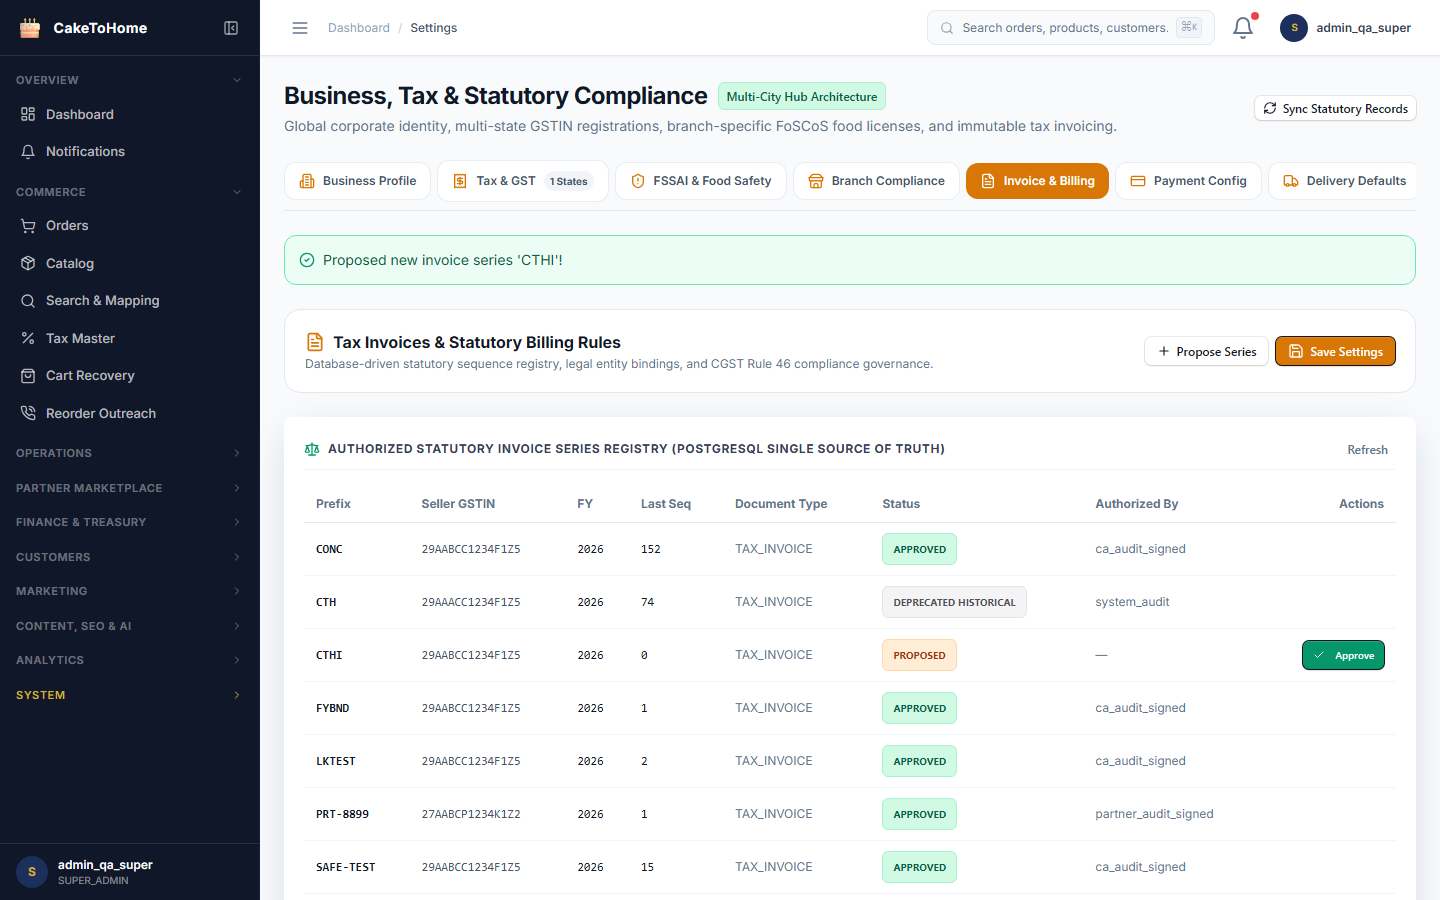 CakeToHome
OVERVIEW
Dashboard
Notifications
COMMERCE
Orders
Catalog
Search & Mapping
Tax Master
Cart Recovery
Reorder Outreach
OPERATIONS
PARTNER MARKETPLACE
FINANCE & TREASURY
CUSTOMERS
MARKETING
CONTENT, SEO & AI
ANALYTICS
SYSTEM
S
admin_qa_super
SUPER_ADMIN
Dashboard / Settings
Search orders, products, customers. ⌘K
S admin_qa_super
Business, Tax & Statutory Compliance Multi-City Hub Architecture
Global corporate identity, multi-state GSTIN registrations, branch-specific FoSCoS food licenses, and immutable tax invoicing.
Sync Statutory Records
Business Profile Tax & GST 1 States FSSAI & Food Safety Branch Compliance Invoice & Billing Payment Config Delivery Defaults
Proposed new invoice series 'CTHI'!
Tax Invoices & Statutory Billing Rules
Database-driven statutory sequence registry, legal entity bindings, and CGST Rule 46 compliance governance.
Propose Series Save Settings
AUTHORIZED STATUTORY INVOICE SERIES REGISTRY (POSTGRESQL SINGLE SOURCE OF TRUTH) Refresh
Prefix Seller GSTIN FY Last Seq Document Type Status Authorized By Actions
CONC 29AABCC1234F1Z5 2026 152 TAX_INVOICE APPROVED ca_audit_signed
CTH 29AAACC1234F1Z5 2026 74 TAX_INVOICE DEPRECATED HISTORICAL system_audit
CTHI 29AABCC1234F1Z5 2026 0 TAX_INVOICE PROPOSED — Approve
FYBND 29AABCC1234F1Z5 2026 1 TAX_INVOICE APPROVED ca_audit_signed
LKTEST 29AABCC1234F1Z5 2026 2 TAX_INVOICE APPROVED ca_audit_signed
PRT-8899 27AABCP1234K1Z2 2026 1 TAX_INVOICE APPROVED partner_audit_signed
SAFE-TEST 29AABCC1234F1Z5 2026 15 TAX_INVOICE APPROVED ca_audit_signed